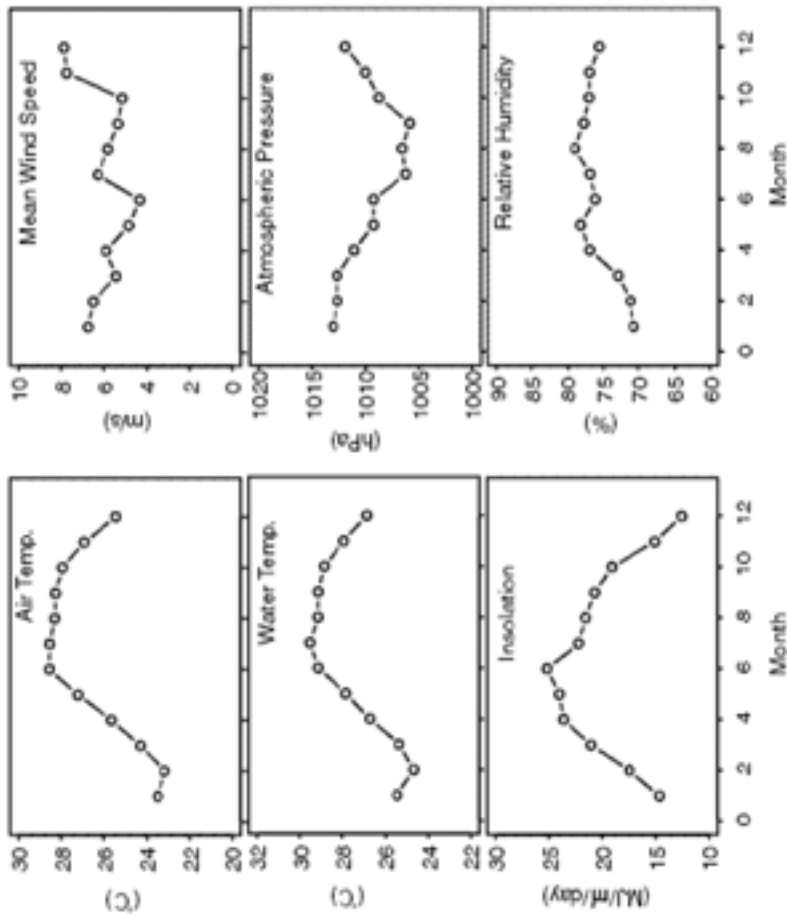 Air Temp.
30
28
26
24
22
20
(℃)
Mean Wind Speed
10
8
6
4
2
0
(m/s)
Water Temp.
32
30
28
26
24
22
(℃)
Atmospheric Pressure
1020
1015
1010
1005
1000
(hPa)
Insolation
25
20
15
10
(MJ/㎡/day)
0 2 4 6 8 10 12
Month
Relative Humidity
90
85
80
75
70
65
60
(%)
0 2 4 6 8 10 12
Month